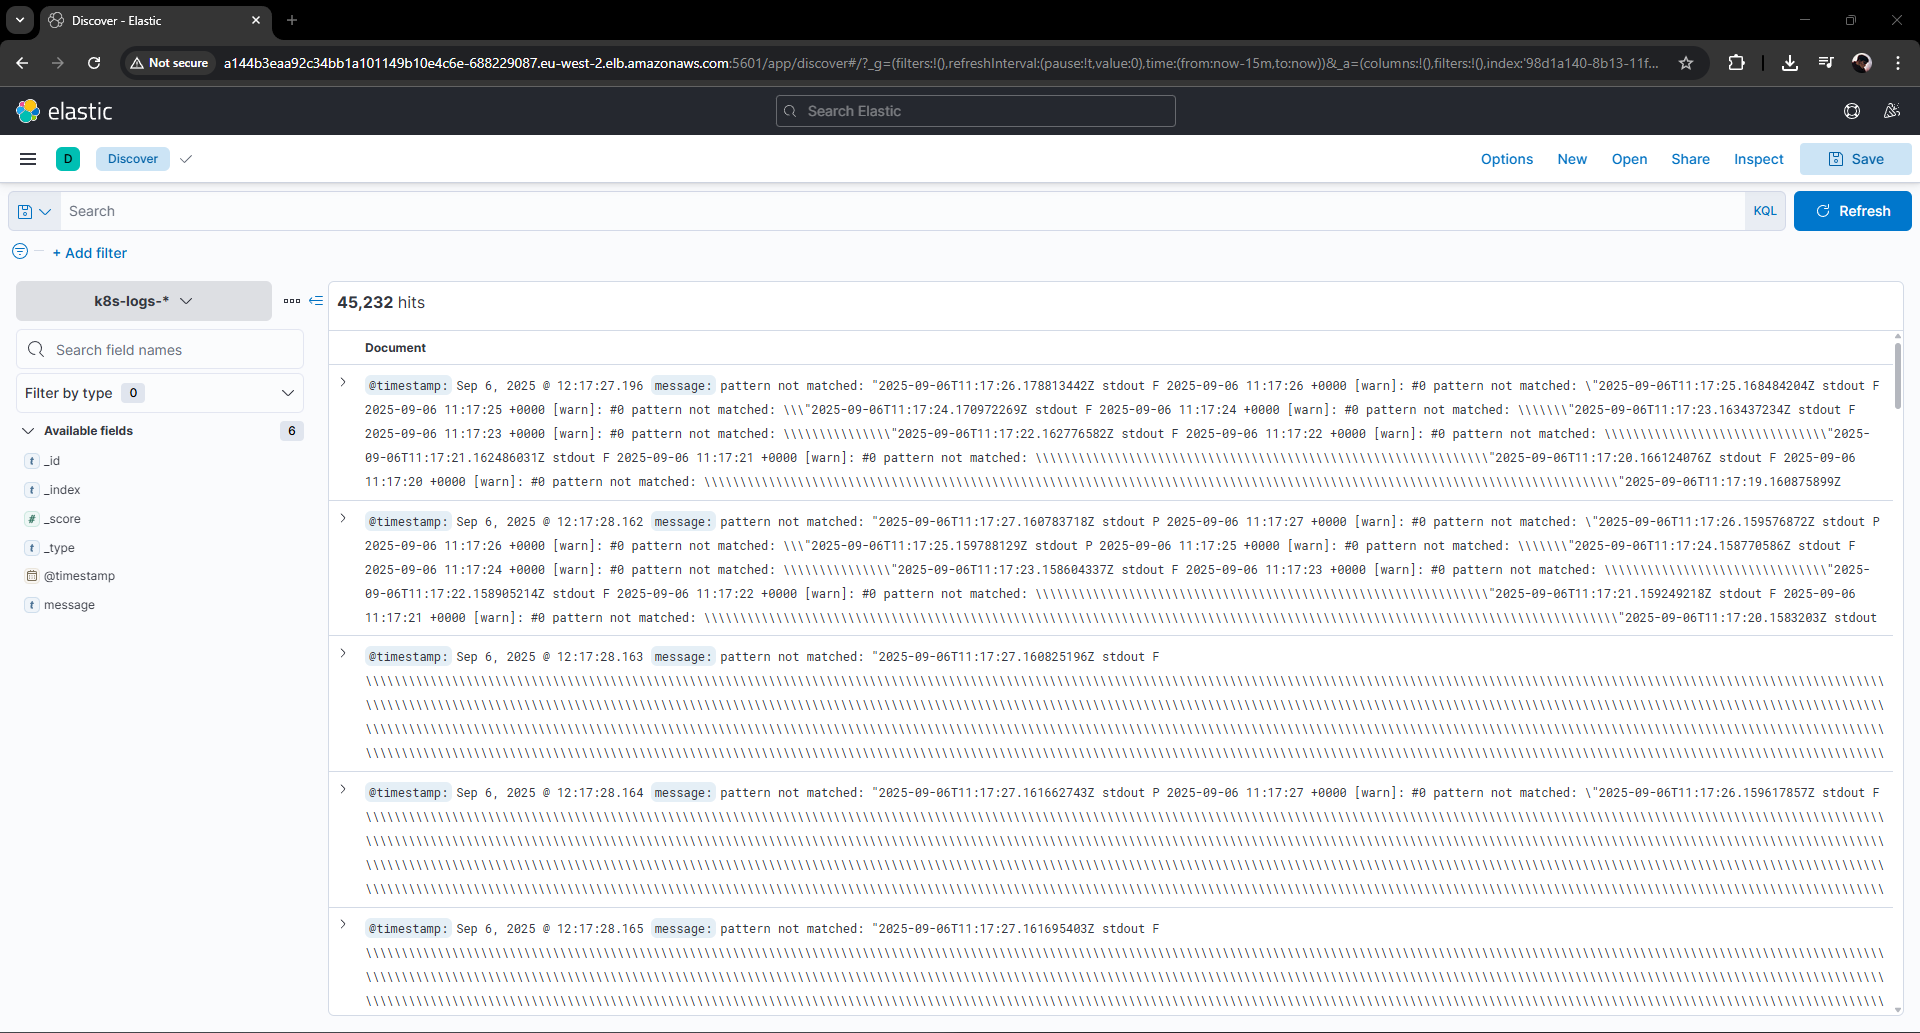 Discover - Elastic
Not secure a144b3eaa92c34bb1a101149b10e4c6e-688229087.eu-west-2.elb.amazonaws.com:5601/app/discover#/?_g=(filters:!(),refreshInterval:(pause:!t,value:0),time:(from:now-15m,to:now))&_a=(columns:!(),filters:!(),index:'98d1a140-8b13-11f...
elastic
Search Elastic
D Discover Options New Open Share Inspect Save
Search KQL Refresh
+ Add filter
k8s-logs-*
45,232 hits
Search field names
Document
Filter by type 0
Available fields 6
t _id
t _index
# _score
t _type
@timestamp
t message
@timestamp: Sep 6, 2025 @ 12:17:27.196 message: pattern not matched: "2025-09-06T11:17:26.178813442Z stdout F 2025-09-06 11:17:26 +0000 [warn]: #0 pattern not matched: \"2025-09-06T11:17:25.168484204Z stdout F
2025-09-06 11:17:25 +0000 [warn]: #0 pattern not matched: \\\"2025-09-06T11:17:24.170972269Z stdout F 2025-09-06 11:17:24 +0000 [warn]: #0 pattern not matched: \\\\\\\"2025-09-06T11:17:23.163437234Z stdout F
2025-09-06 11:17:23 +0000 [warn]: #0 pattern not matched: \\\\\\\\\\\\\\\"2025-09-06T11:17:22.162776582Z stdout F 2025-09-06 11:17:22 +0000 [warn]: #0 pattern not matched: \\\\\\\\\\\\\\\\\\\\\\\\\\\\\\\"2025-
09-06T11:17:21.162486031Z stdout F 2025-09-06 11:17:21 +0000 [warn]: #0 pattern not matched: \\\\\\\\\\\\\\\\\\\\\\\\\\\\\\\\\\\\\\\\\\\\\\\\\\\\\\\\\\\\\\\"2025-09-06T11:17:20.166124076Z stdout F 2025-09-06
11:17:20 +0000 [warn]: #0 pattern not matched: "2025-09-06T11:17:19.160875899Z
@timestamp: Sep 6, 2025 @ 12:17:28.162 message: pattern not matched: "2025-09-06T11:17:27.160783718Z stdout P 2025-09-06 11:17:27 +0000 [warn]: #0 pattern not matched: \"2025-09-06T11:17:26.159576872Z stdout P
2025-09-06 11:17:26 +0000 [warn]: #0 pattern not matched: \\\"2025-09-06T11:17:25.159788129Z stdout P 2025-09-06 11:17:25 +0000 [warn]: #0 pattern not matched: \\\\\\\"2025-09-06T11:17:24.158770586Z stdout F
2025-09-06 11:17:24 +0000 [warn]: #0 pattern not matched: \\\\\\\\\\\\\\\"2025-09-06T11:17:23.158604337Z stdout F 2025-09-06 11:17:23 +0000 [warn]: #0 pattern not matched: \\\\\\\\\\\\\\\\\\\\\\\\\\\\\\\"2025-
09-06T11:17:22.158905214Z stdout F 2025-09-06 11:17:22 +0000 [warn]: #0 pattern not matched: \\\\\\\\\\\\\\\\\\\\\\\\\\\\\\\\\\\\\\\\\\\\\\\\\\\\\\\\\\\\\\\"2025-09-06T11:17:21.159249218Z stdout F 2025-09-06
11:17:21 +0000 [warn]: #0 pattern not matched: "2025-09-06T11:17:20.1583203Z stdout
@timestamp: Sep 6, 2025 @ 12:17:28.163 message: pattern not matched: "2025-09-06T11:17:27.160825196Z stdout F
@timestamp: Sep 6, 2025 @ 12:17:28.164 message: pattern not matched: "2025-09-06T11:17:27.161662743Z stdout P 2025-09-06 11:17:27 +0000 [warn]: #0 pattern not matched: \"2025-09-06T11:17:26.159617857Z stdout F
@timestamp: Sep 6, 2025 @ 12:17:28.165 message: pattern not matched: "2025-09-06T11:17:27.161695403Z stdout F